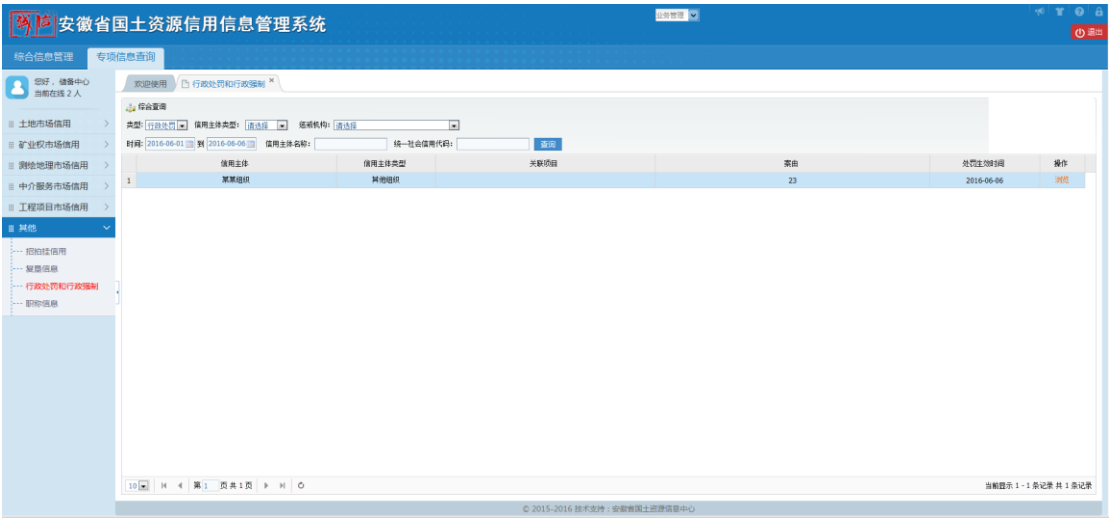 诚信 安徽省国土资源信用信息管理系统
业务管理
退出
综合信息管理 专项信息查询
您好，储备中心
当前在线 2 人
欢迎使用 行政处罚和行政强制
综合查询
类型: 行政处罚 信用主体类型: 请选择 惩戒机构: 请选择
时间: 2016-06-01 到 2016-06-06 信用主体名称: 统一社会信用代码: 查询
信用主体 信用主体类型 关联项目 案由 处罚生效时间 操作
1 某某组织 其他组织 23 2016-06-06 浏览
土地市场信用
矿业权市场信用
测绘地理市场信用
中介服务市场信用
工程项目市场信用
其他
招拍挂信用
复垦信息
行政处罚和行政强制
职称信息
10 第 1 页 共 1 页
当前显示 1 - 1 条记录 共 1 条记录
© 2015-2016 技术支持：安徽省国土资源信息中心